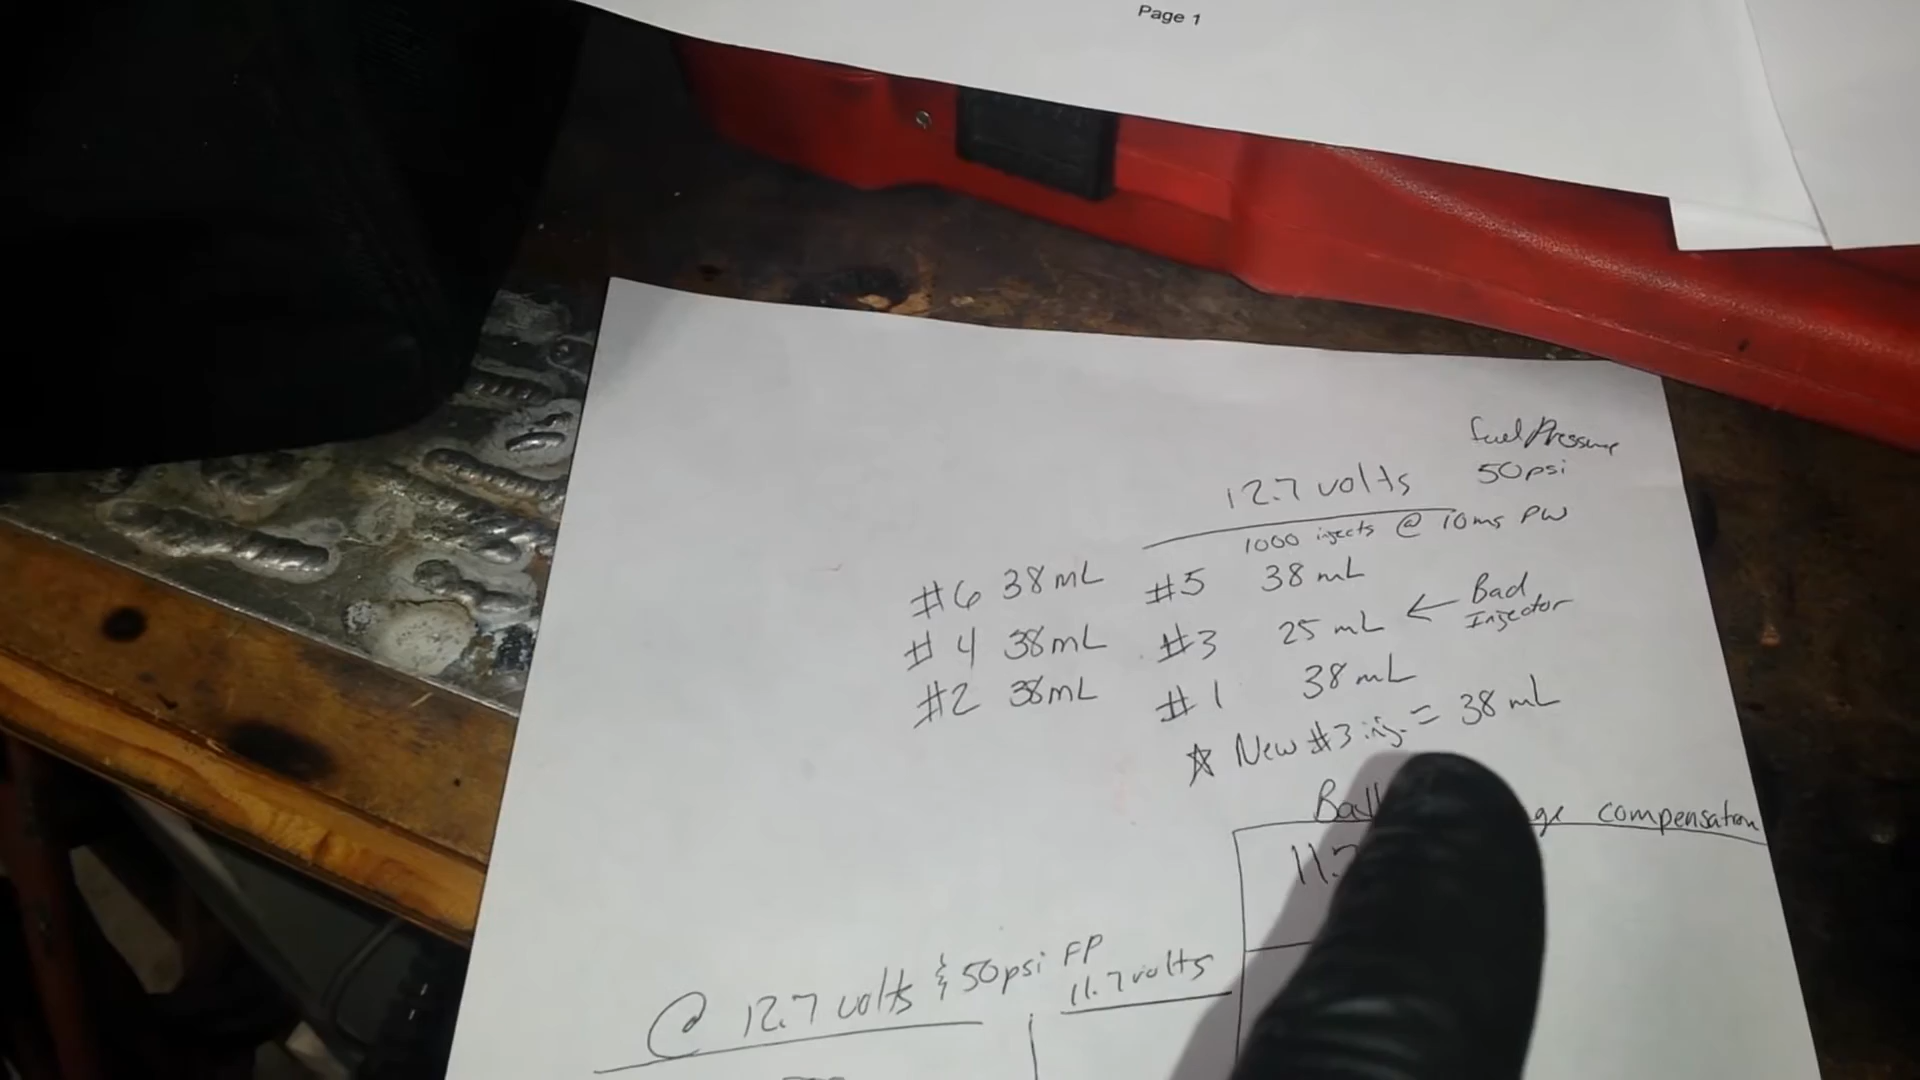 Page 1
Fuel Pressure
50psi
12.7 volts
1000 injects @ 10ms PW
#6 38mL #5 38 mL
#4 38mL #3 25 mL ← Bad Injector
#2 38mL #1 38 mL
☆ New #3 inj. = 38 mL
compensation
11.7
@ 12.7 volts & 50psi FP
11.7 volts